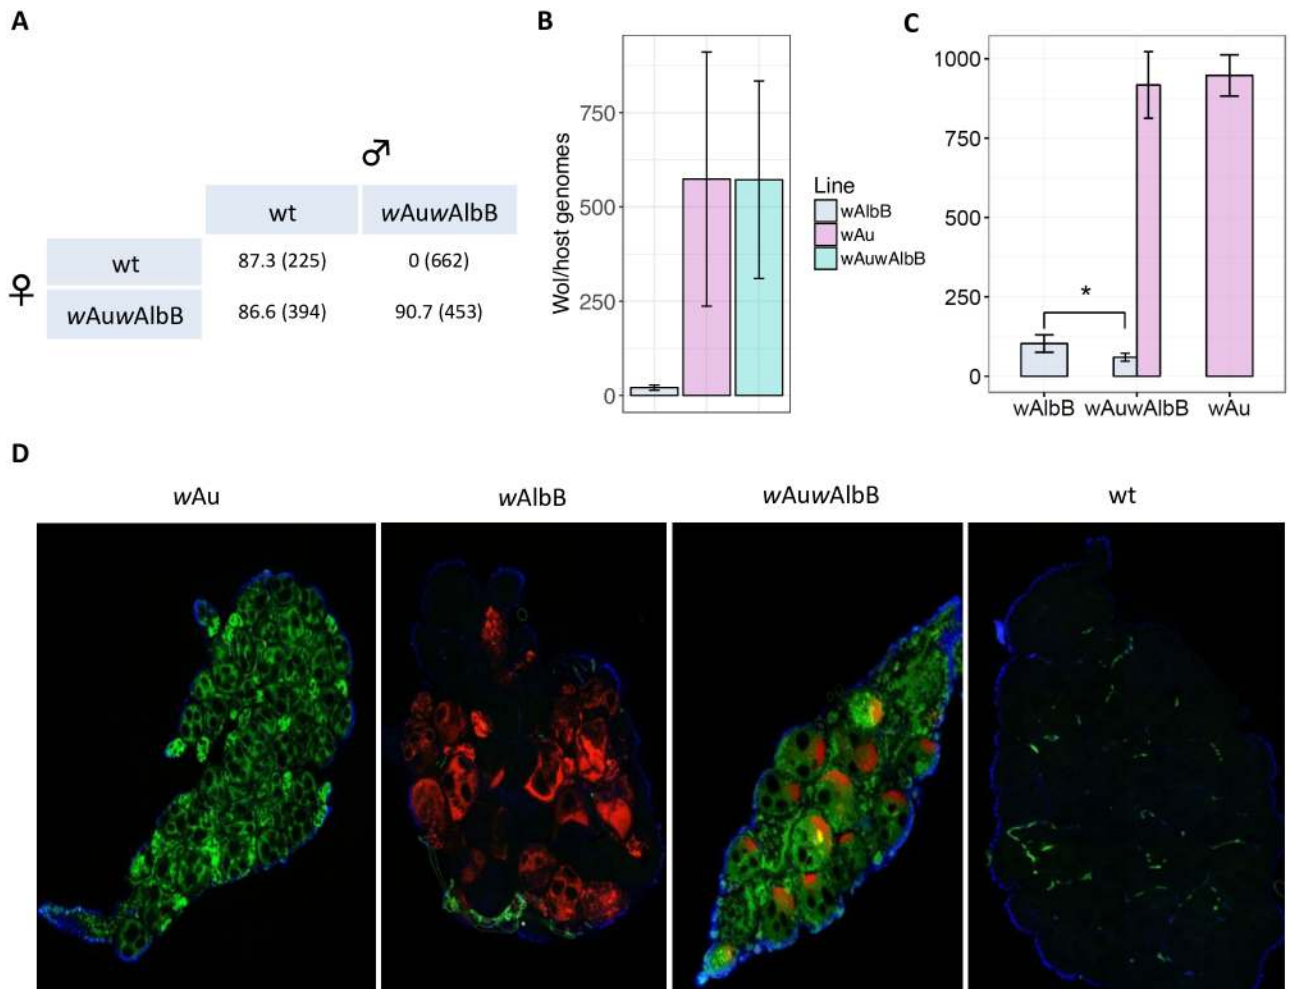 A
♂
wt wAuwAlbB
♀
wt 87.3 (225) 0 (662)
wAuwAlbB 86.6 (394) 90.7 (453)
B
Wol/host genomes
750
500
250
0
Line
wAlbB
wAu
wAuwAlbB
C
1000
750
500
250
0
*
wAlbB wAuwAlbB wAu
D
wAu wAlbB wAuwAlbB wt